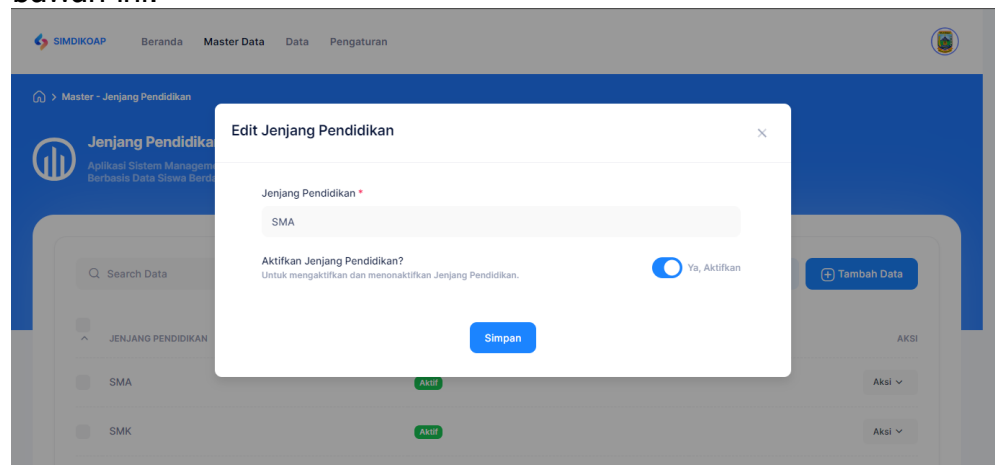 SIMDIKOAP Beranda Master Data Data Pengaturan
> Master - Jenjang Pendidikan
Edit Jenjang Pendidikan
Jenjang Pendidika
Aplikasi Sistem Managem
Berbasis Data Siswa Berda
Jenjang Pendidikan *
SMA
Aktifkan Jenjang Pendidikan?
Untuk mengaktifkan dan menonaktifkan Jenjang Pendidikan.
Ya, Aktifkan
Search Data
Tambah Data
Simpan
JENJANG PENDIDIKAN AKSI
SMA Aktif Aksi
SMK Aktif Aksi